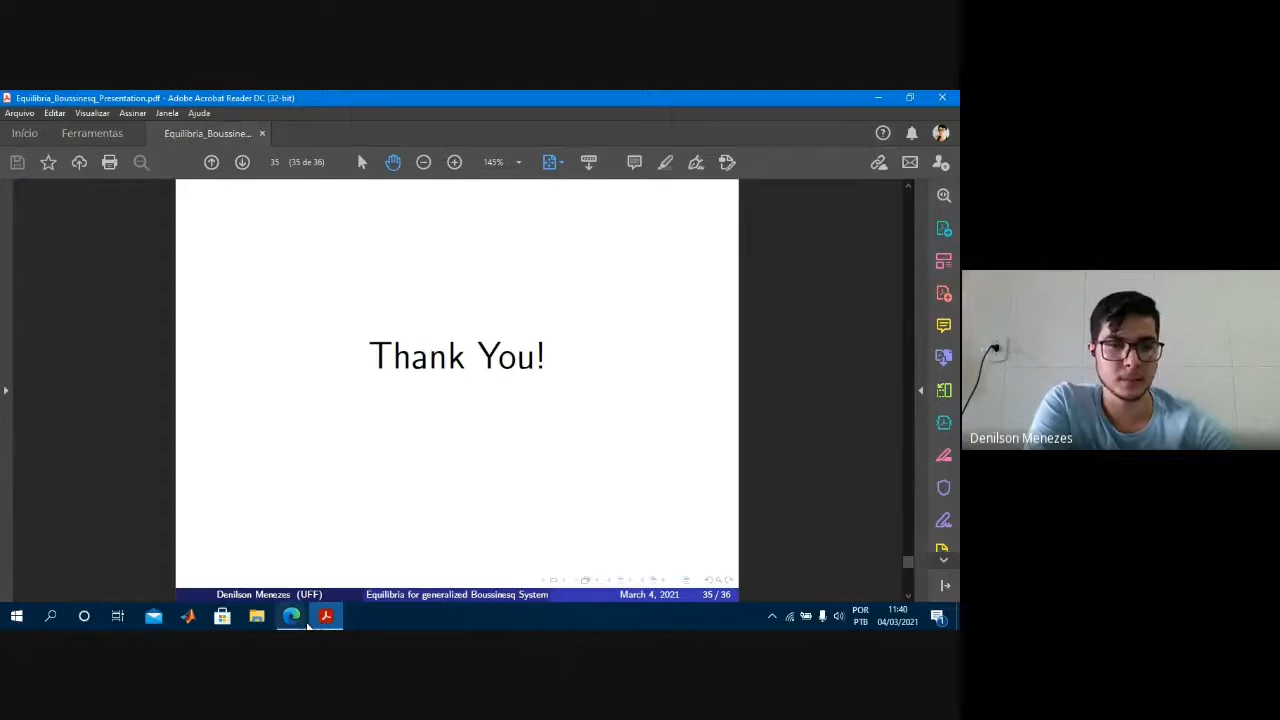 Equilibria_Boussinesq_Presentation.pdf - Adobe Acrobat Reader DC (32-bit)
Arquivo Editar Visualizar Assinar Janela Ajuda
Início Ferramentas Equilibria_Boussine...
35 (35 de 36) 145%
Thank You!
Denilson Menezes
Denilson Menezes (UFF) Equilibria for generalized Boussinesq System March 4, 2021 35 / 36
POR 11:40
PTB 04/03/2021
1